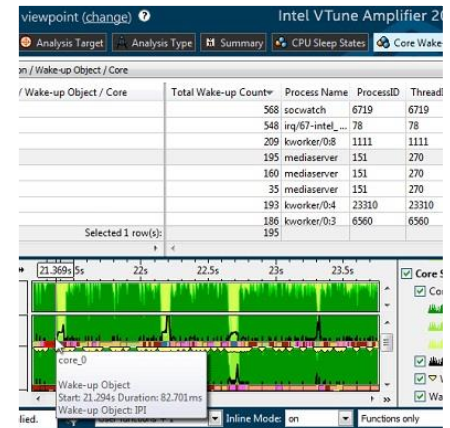 viewpoint (change) ?
Intel VTune Amplifier 20
Analysis Target
Analysis Type
Summary
CPU Sleep States
Core Wake
on / Wake-up Object / Core
/ Wake-up Object / Core Total Wake-up Count Process Name ProcessID ThreadI
568 socwatch 6719 6719
548 irq/67-intel_... 78 78
209 kworker/0:8 1111 1111
195 mediaserver 151 270
160 mediaserver 151 270
35 mediaserver 151 270
193 kworker/0:4 23310 23310
186 kworker/0:3 6560 6560
Selected 1 row(s): 195
21.369s 5s 22s 22.5s 23s 23.5s
Core S
Co
core_0
Wake-up Object
Start: 21.294s Duration: 82.701ms
Wake-up Object: IPI
W
Wa
lied.
User functions + 1
Inline Mode: on
Functions only